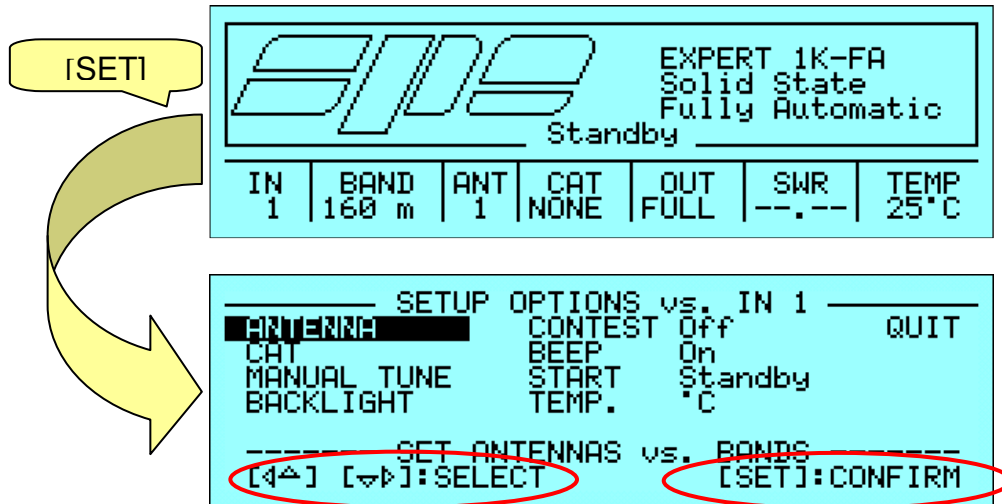 [SET]
EXPERT 1K-FA
Solid State
Fully Automatic
Standby
IN BAND ANT CAT OUT SWR TEMP
1 160 m 1 NONE FULL --.-- 25°C
SETUP OPTIONS vs. IN 1
ANTENNA CONTEST Off QUIT
CAT BEEP On
MANUAL TUNE START Standby
BACKLIGHT TEMP. °C
------- SET ANTENNAS vs. BANDS -------
[◁△] [▽▷]:SELECT [SET]:CONFIRM